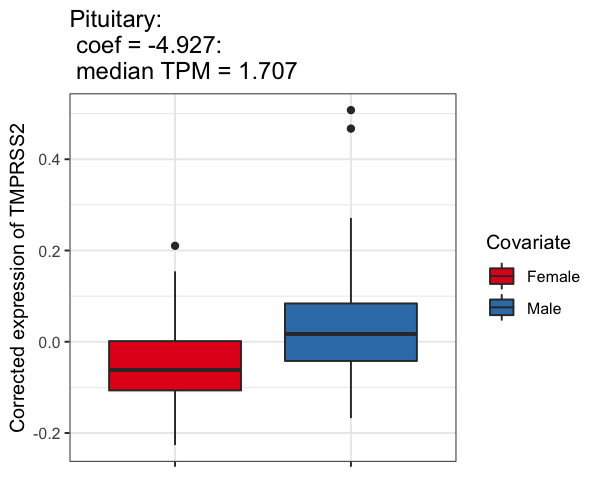 Pituitary:
coef = -4.927:
median TPM = 1.707
Corrected expression of TMPRSS2
0.4
0.2
0.0
-0.2
Covariate
Female
Male